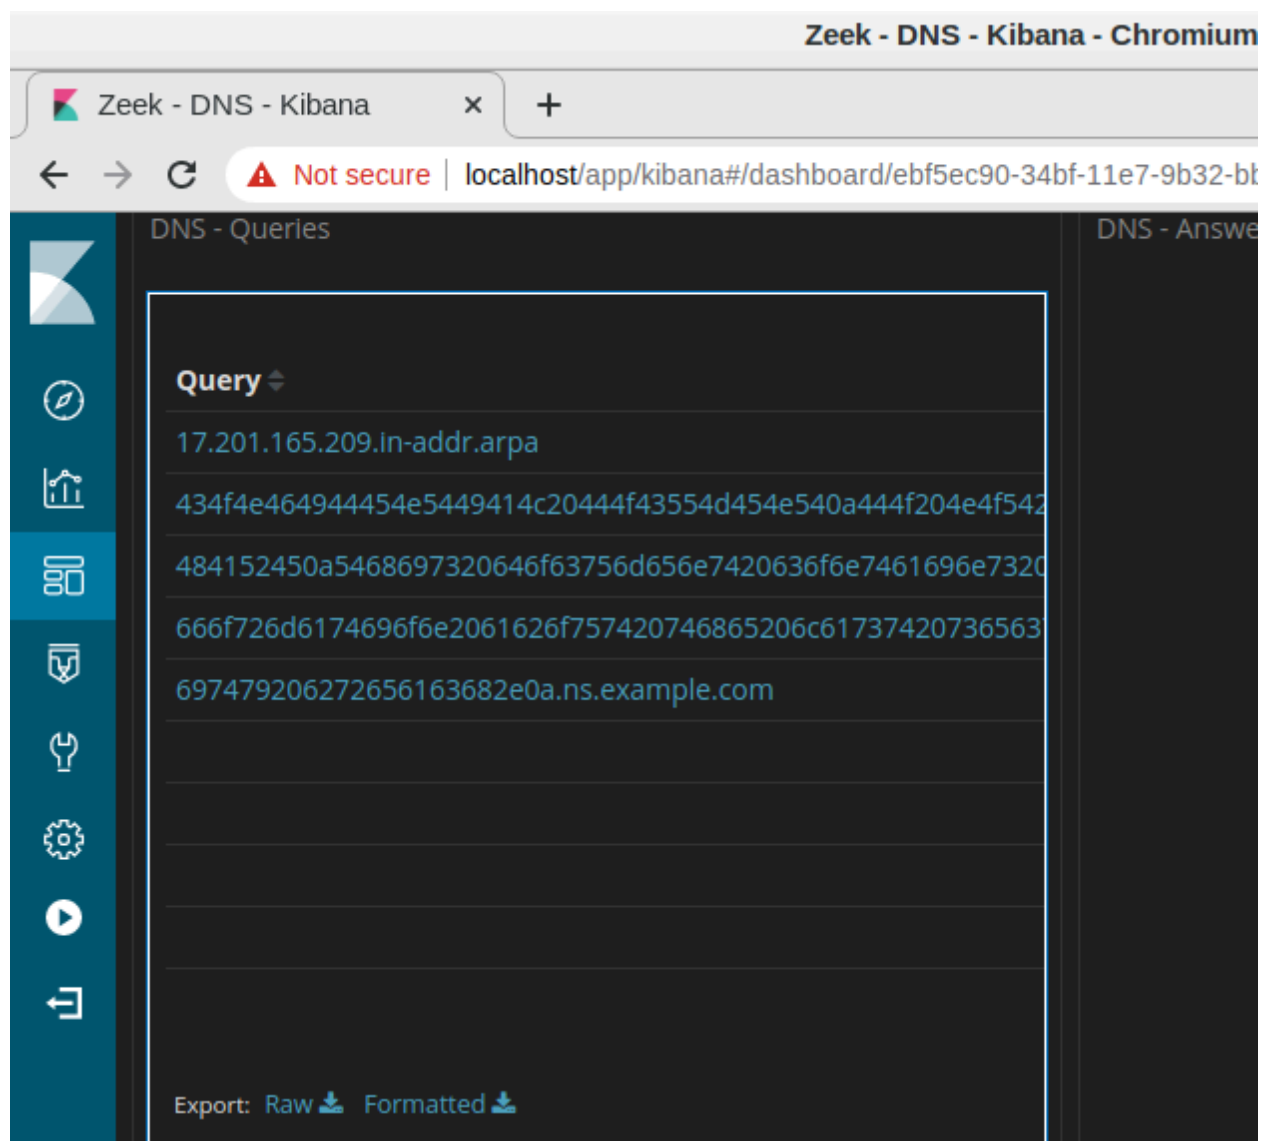 Zeek - DNS - Kibana - Chromium
Zeek - DNS - Kibana
Not secure | localhost/app/kibana#/dashboard/ebf5ec90-34bf-11e7-9b32-bb
DNS - Queries
DNS - Answe
Query
17.201.165.209.in-addr.arpa
434f4e464944454e5449414c20444f43554d454e540a444f204e4f542
484152450a5468697320646f63756d656e7420636f6e7461696e7320
666f726d6174696f6e2061626f757420746865206c617374207365637
697479206272656163682e0a.ns.example.com
Export: Raw Formatted